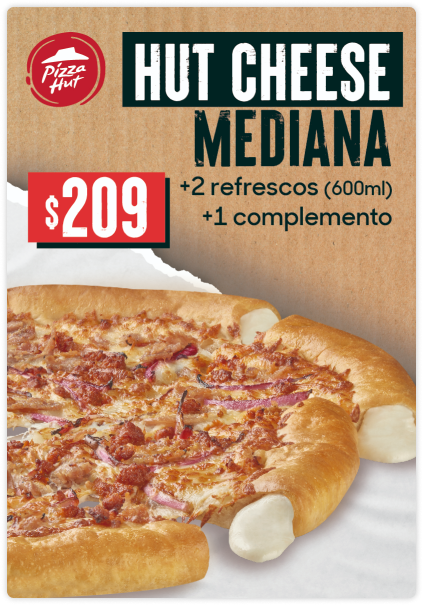 Pizza
Hut
HUT CHEESE
MEDIANA
$209
+2 refrescos (600ml)
+1 complemento